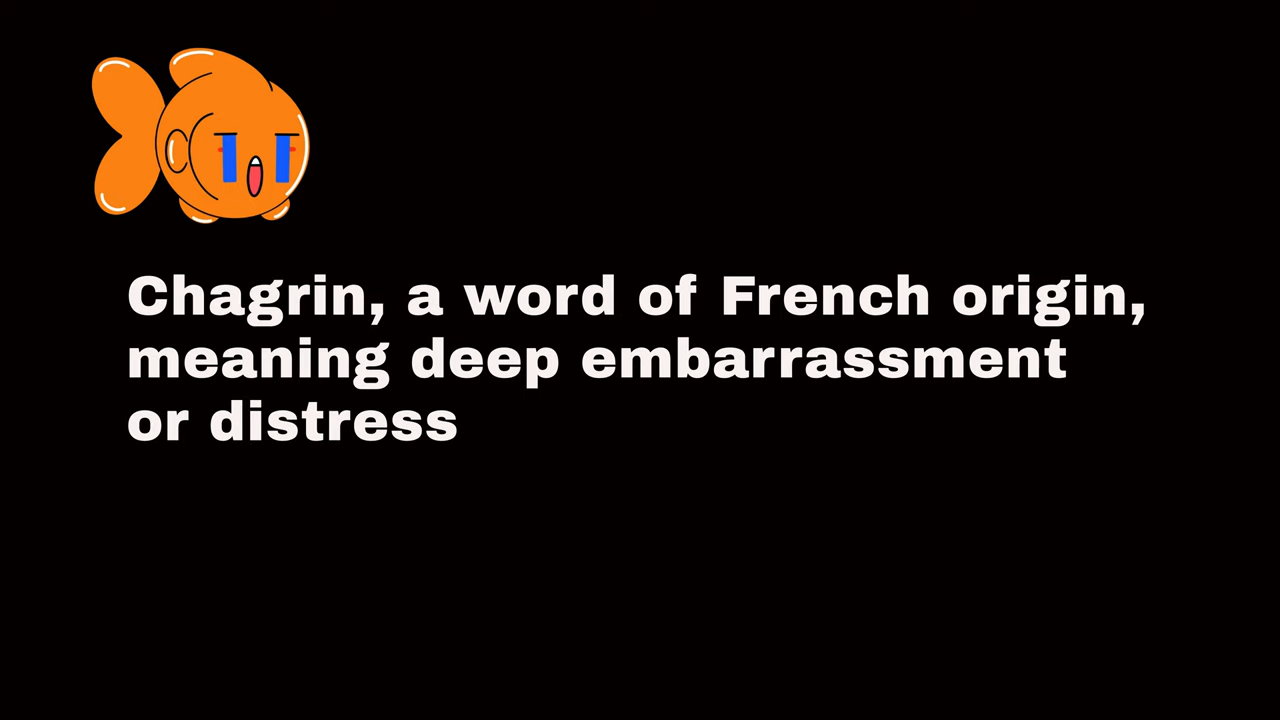 Chagrin, a word of French origin,
meaning deep embarrassment
or distress